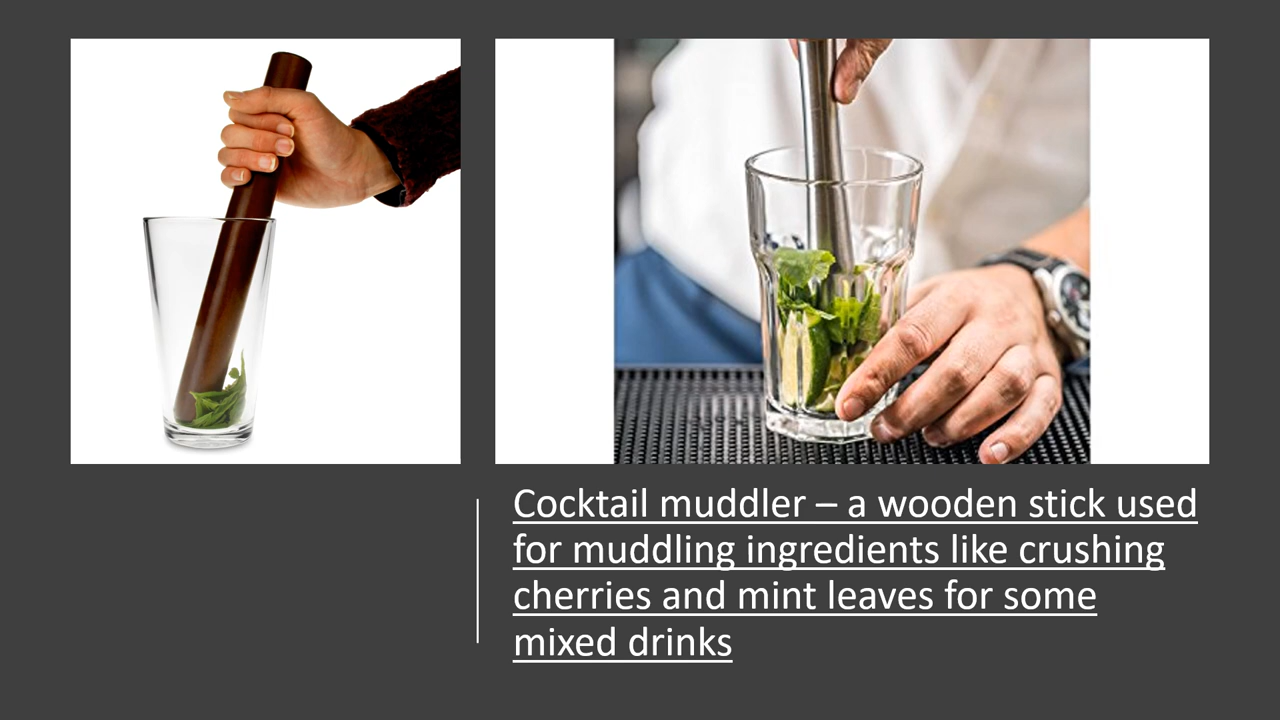 Cocktail muddler – a wooden stick used
for muddling ingredients like crushing
cherries and mint leaves for some
mixed drinks